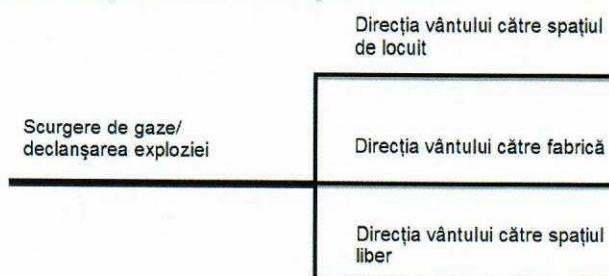 Direcția vântului către spațiul
de locuit
Scurgere de gaze/
declanşarea exploziei
Direcția vântului către fabrică
Direcția vântului către spațiul
liber